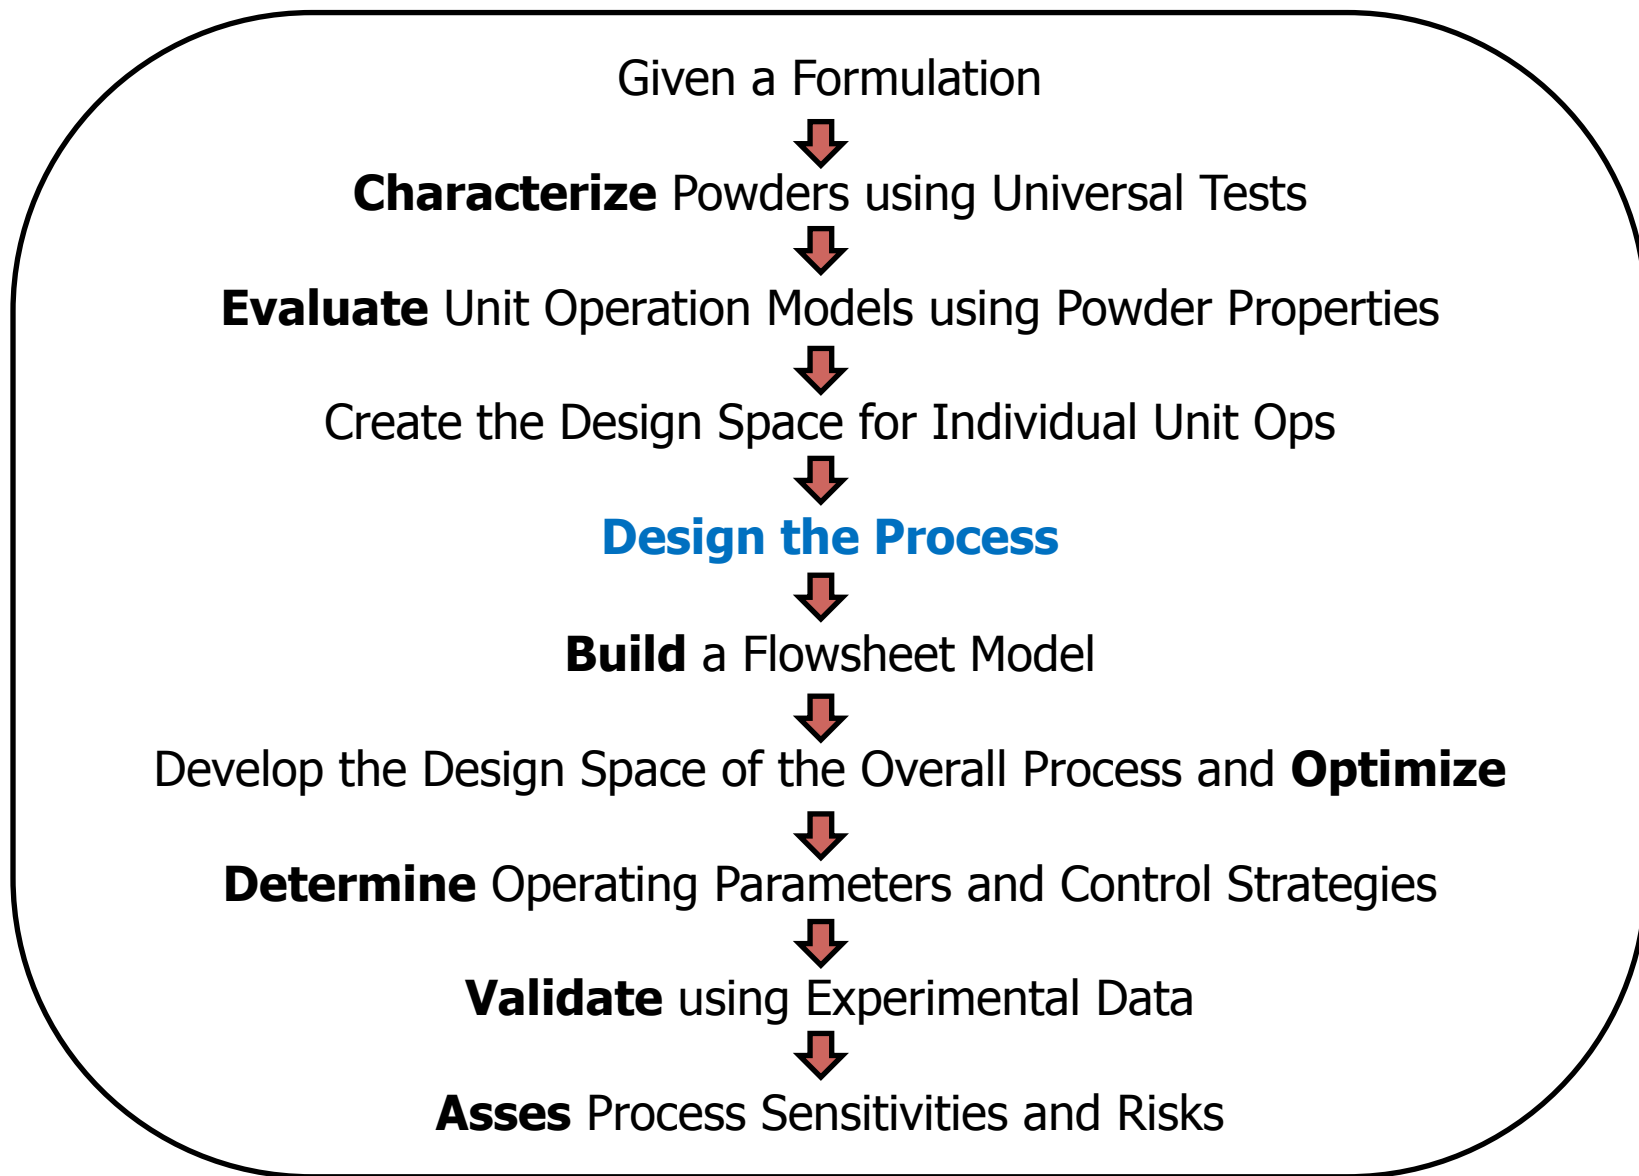 Given a Formulation
Characterize Powders using Universal Tests
Evaluate Unit Operation Models using Powder Properties
Create the Design Space for Individual Unit Ops
Design the Process
Build a Flowsheet Model
Develop the Design Space of the Overall Process and Optimize
Determine Operating Parameters and Control Strategies
Validate using Experimental Data
Asses Process Sensitivities and Risks